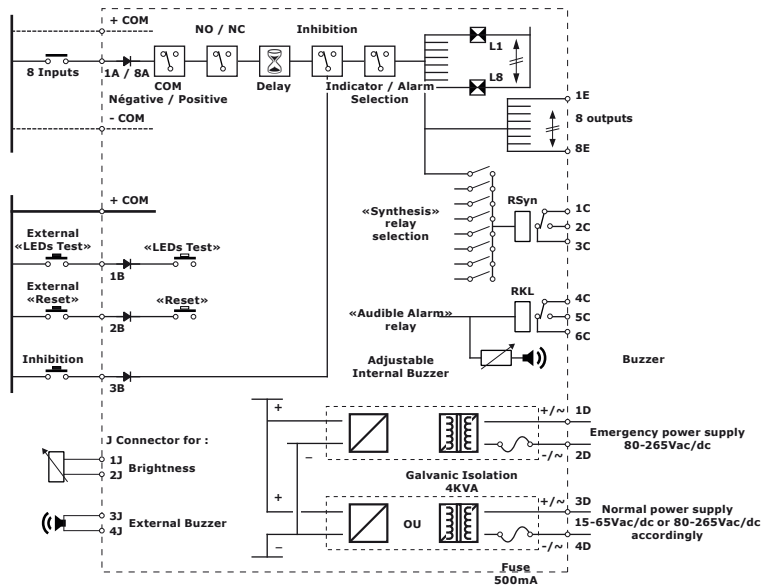 + COM
NO / NC
Inhibition
8 Inputs
1A / 8A
COM
Négative / Positive
Delay
Indicator / Alarm
Selection
L1
L8
- COM
1E
8 outputs
8E
+ COM
External
«LEDs Test»
«LEDs Test»
1B
External
«Reset»
«Reset»
2B
Inhibition
3B
«Synthesis»
relay
selection
RSyn
1C
2C
3C
RKL
4C
5C
6C
«Audible Alarm»
relay
Adjustable
Internal Buzzer
Buzzer
J Connector for :
1J
2J
Brightness
3J
4J
External Buzzer
+
–
+
–
+/~
1D
Emergency power supply
80-265Vac/dc
-/~
2D
Galvanic Isolation
4KVA
OU
+/~
3D
Normal power supply
15-65Vac/dc or 80-265Vac/dc
accordingly
-/~
4D
Fuse
500mA